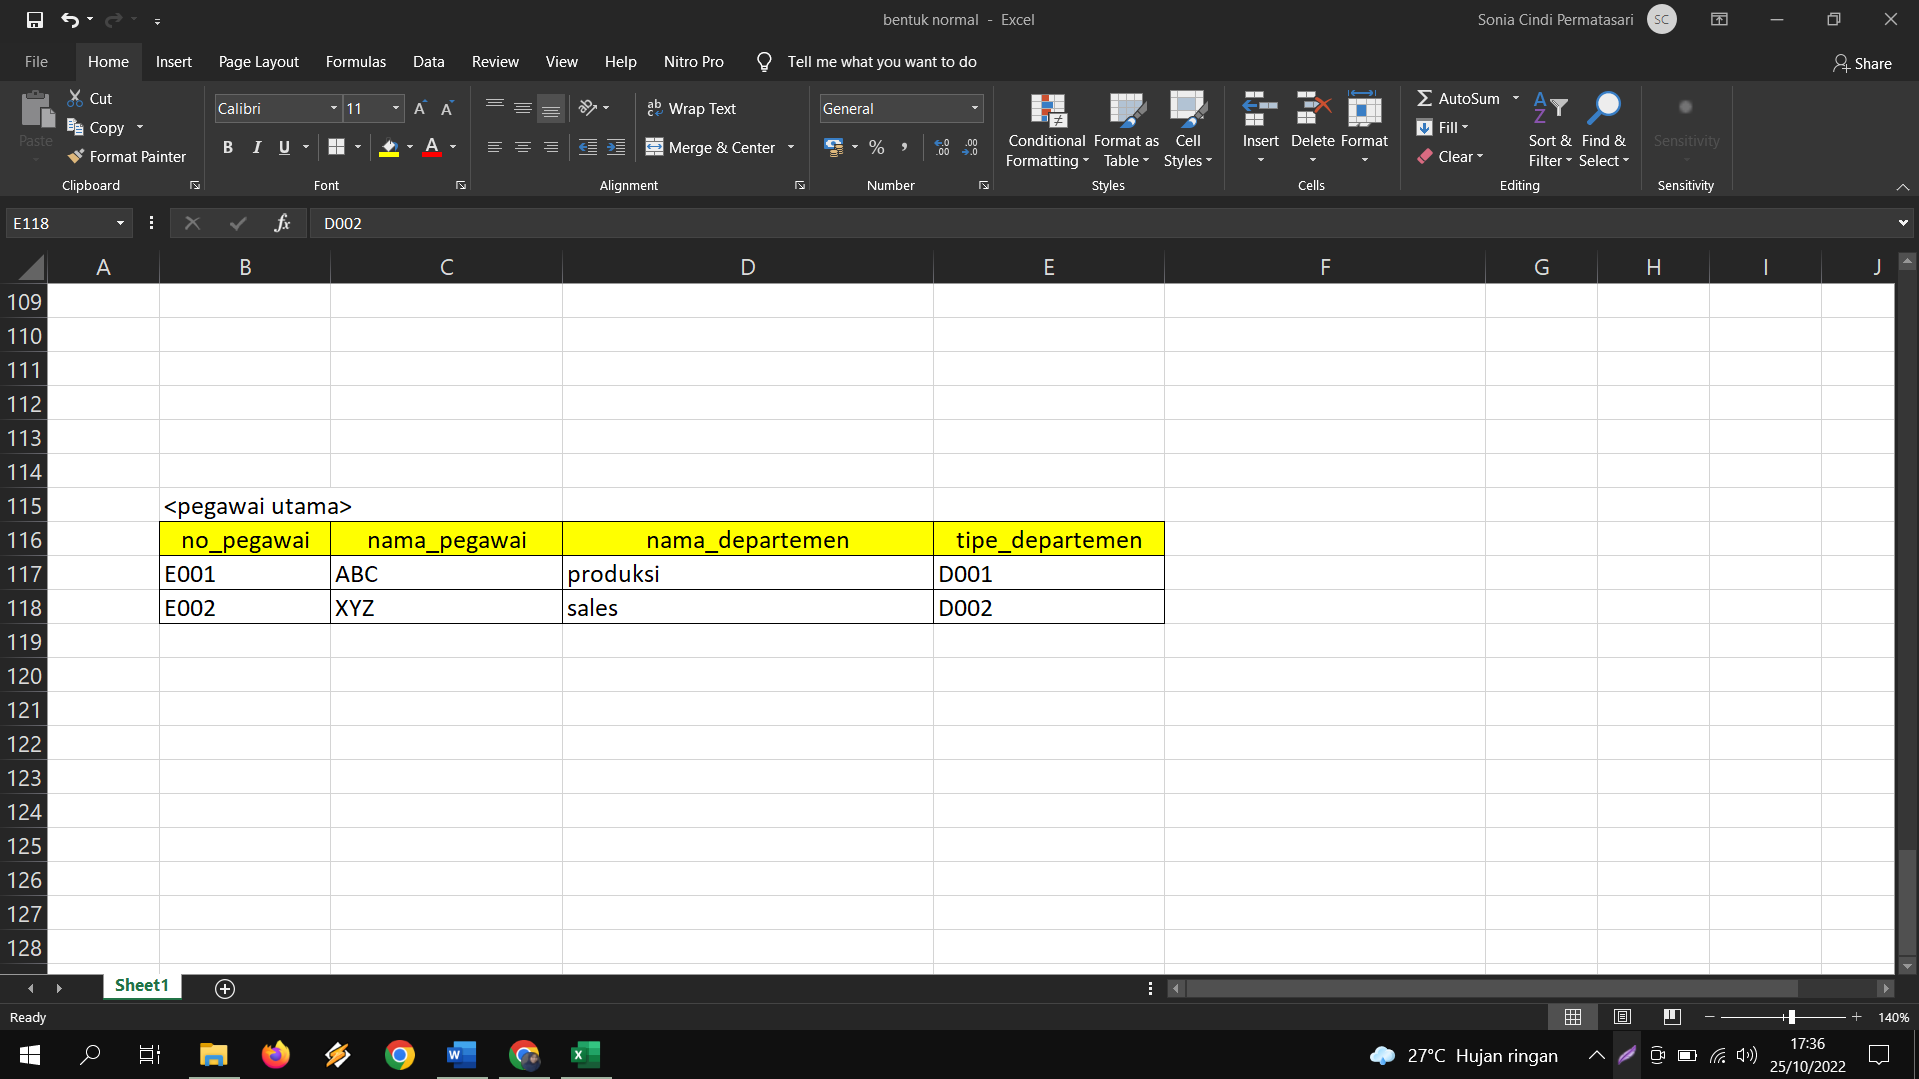 bentuk normal - Excel
Sonia Cindi Permatasari SC
File Home Insert Page Layout Formulas Data Review View Help Nitro Pro Tell me what you want to do Share
Paste
Cut
Copy
Format Painter
Clipboard
Calibri 11
B I U
Font
Wrap Text
Merge & Center
Alignment
General
Number
Conditional Formatting
Format as Table
Cell Styles
Styles
Insert Delete Format
Cells
AutoSum
Fill
Clear
Sort & Filter
Find & Select
Editing
Sensitivity
Sensitivity
E118 fx D002
A B C D E F G H I J
109
110
111
112
113
114
115 <pegawai utama>
116 no_pegawai nama_pegawai nama_departemen tipe_departemen
117 E001 ABC produksi D001
118 E002 XYZ sales D002
119
120
121
122
123
124
125
126
127
128
Sheet1
Ready 140%
27°C Hujan ringan
17:36
25/10/2022